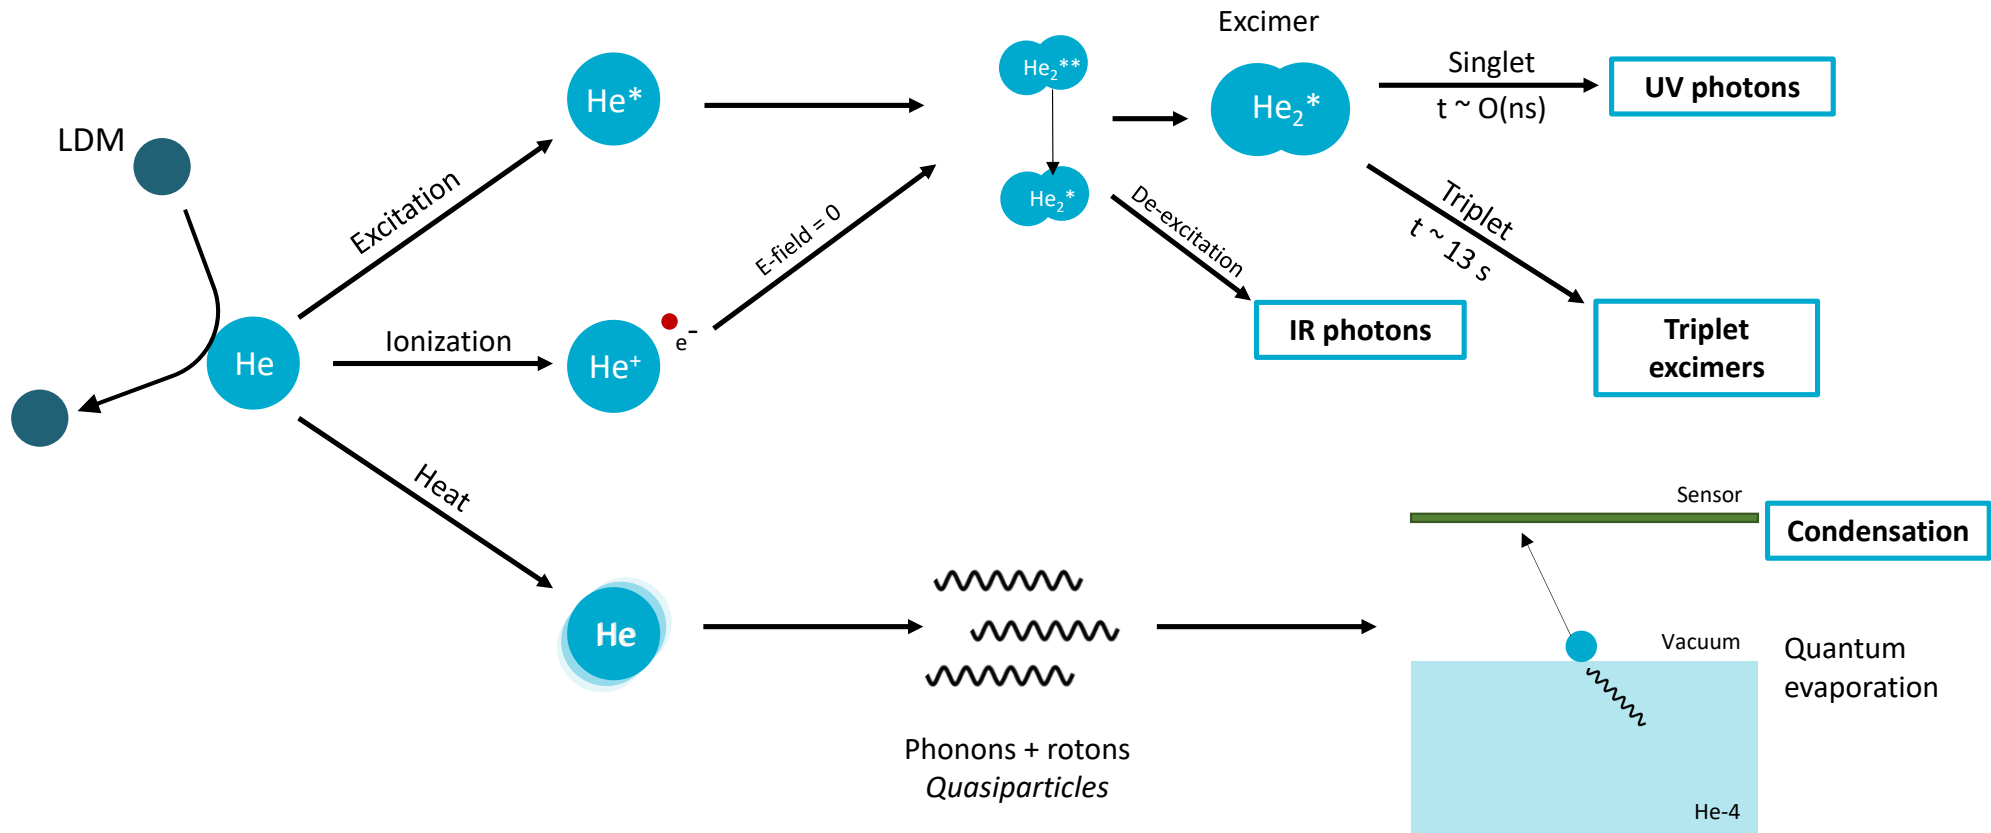 Excimer
He₂**
Singlet
He*
He₂*
UV photons
t ~ O(ns)
LDM
Excitation
He₂*
De-excitation
Triplet
t ~ 13 s
E-field = 0
IR photons
Triplet
excimers
Ionization
He
He⁺
e⁻
Heat
Sensor
Condensation
He
Vacuum
Quantum
evaporation
Phonons + rotons
Quasiparticles
He-4